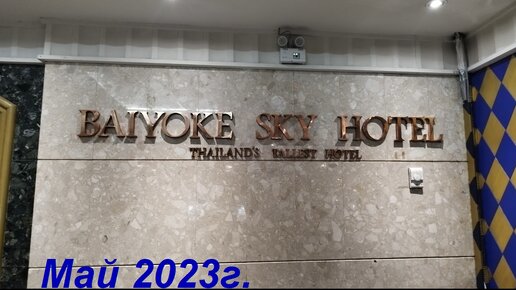 BAIYOKE SKY HOTEL
THAILAND'S TALLEST HOTEL
Май 2023г.